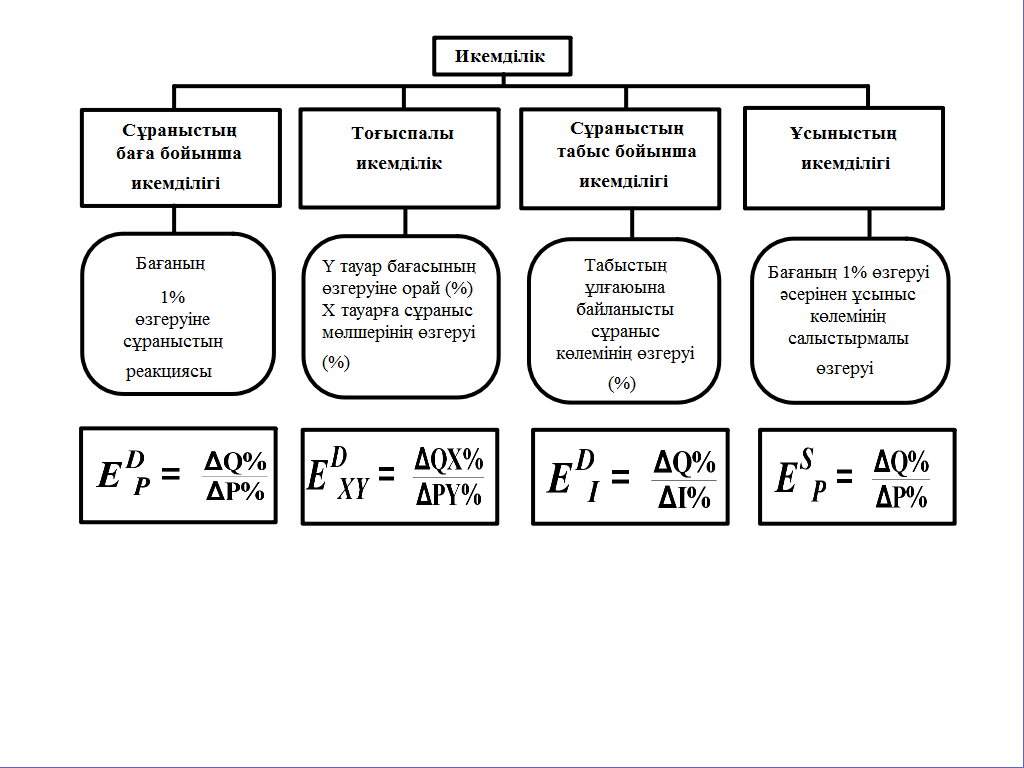 Икемділік
Сұраныстың
баға бойынша
икемділігі
Тоғыспалы
икемділік
Сұраныстың
табыс бойынша
икемділігі
Ұсыныстың
икемділігі
Бағаның
1%
өзгеруіне
сұраныстың
реакциясы
Y тауар бағасының
өзгеруіне орай (%)
X тауарға сұраныс
мөлшерінің өзгеруі
(%)
Табыстың
ұлғаюына
байланысты
сұраныс
көлемінің өзгеруі
(%)
Бағаның 1% өзгеруі
әсерінен ұсыныс
көлемінің
салыстырмалы
өзгеруі
E^D_P = ΔQ% / ΔP%
E^D_XY = ΔQX% / ΔPY%
E^D_I = ΔQ% / ΔI%
E^S_P = ΔQ% / ΔP%